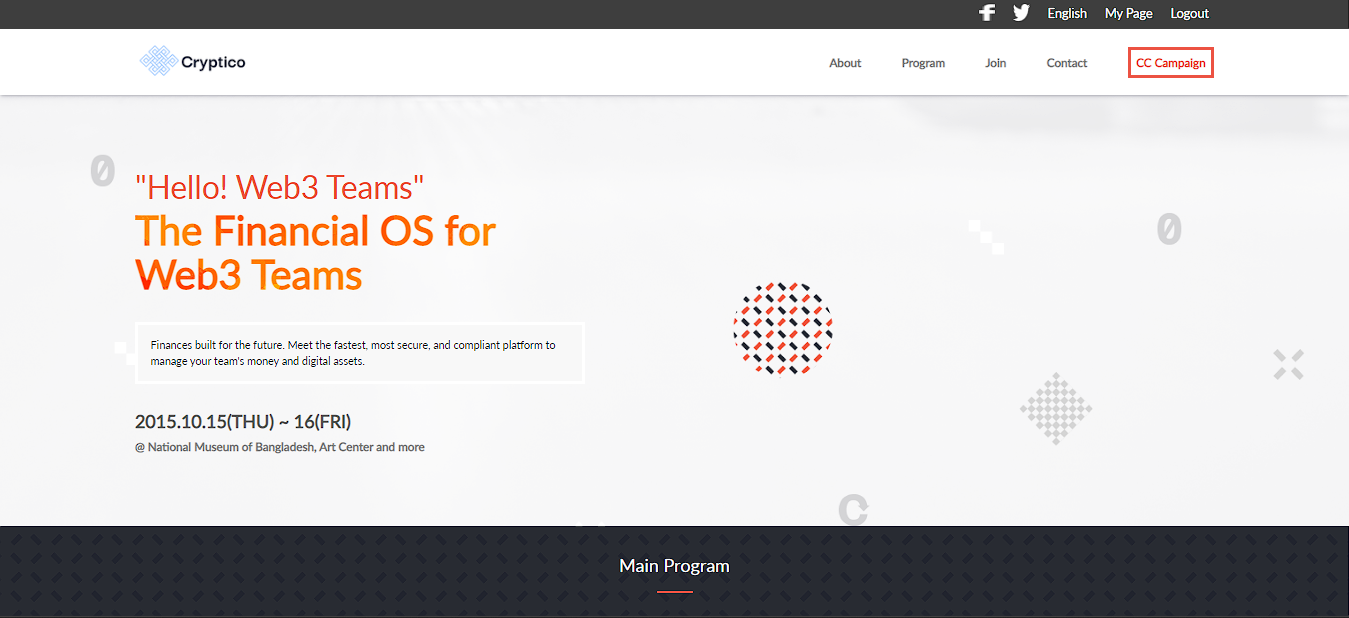 English My Page Logout
Cryptico
About Program Join Contact CC Campaign
"Hello! Web3 Teams"
The Financial OS for
Web3 Teams
Finances built for the future. Meet the fastest, most secure, and compliant platform to
manage your team's money and digital assets.
2015.10.15(THU) ~ 16(FRI)
@ National Museum of Bangladesh, Art Center and more
Main Program